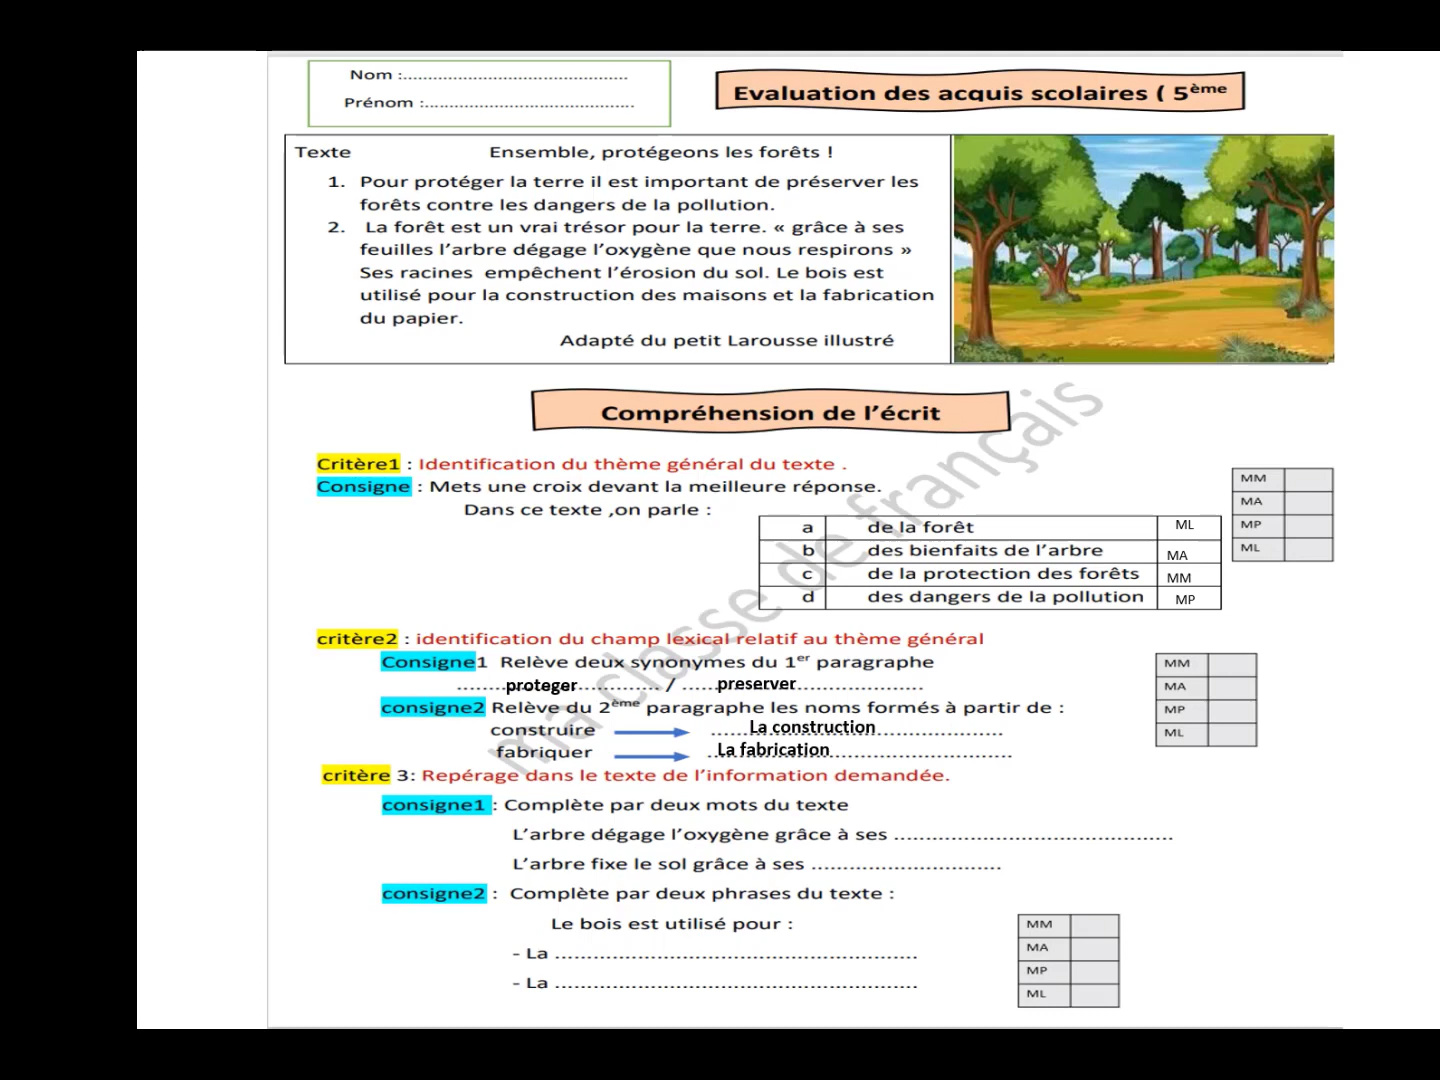 Nom :.............................................
Prénom :..........................................
Evaluation des acquis scolaires ( 5ème
Texte Ensemble, protégeons les forêts !
1. Pour protéger la terre il est important de préserver les
forêts contre les dangers de la pollution.
2. La forêt est un vrai trésor pour la terre. « grâce à ses
feuilles l’arbre dégage l’oxygène que nous respirons »
Ses racines empêchent l’érosion du sol. Le bois est
utilisé pour la construction des maisons et la fabrication
du papier.
Adapté du petit Larousse illustré
Compréhension de l’écrit
Critère1 : Identification du thème général du texte .
Consigne : Mets une croix devant la meilleure réponse.
Dans ce texte ,on parle :
a de la forêt ML
b des bienfaits de l’arbre MA
c de la protection des forêts MM
d des dangers de la pollution MP
MM
MA
MP
ML
critère2 : identification du champ lexical relatif au thème général
Consigne1 Relève deux synonymes du 1er paragraphe
proteger / preserver
consigne2 Relève du 2ème paragraphe les noms formés à partir de :
construire La construction
fabriquer La fabrication
MM
MA
MP
ML
critère 3: Repérage dans le texte de l’information demandée.
consigne1 : Complète par deux mots du texte
L’arbre dégage l’oxygène grâce à ses .............................................
L’arbre fixe le sol grâce à ses ..............................
consigne2 : Complète par deux phrases du texte :
Le bois est utilisé pour :
- La ..........................................................
- La ..........................................................
MM
MA
MP
ML
ma classe de français